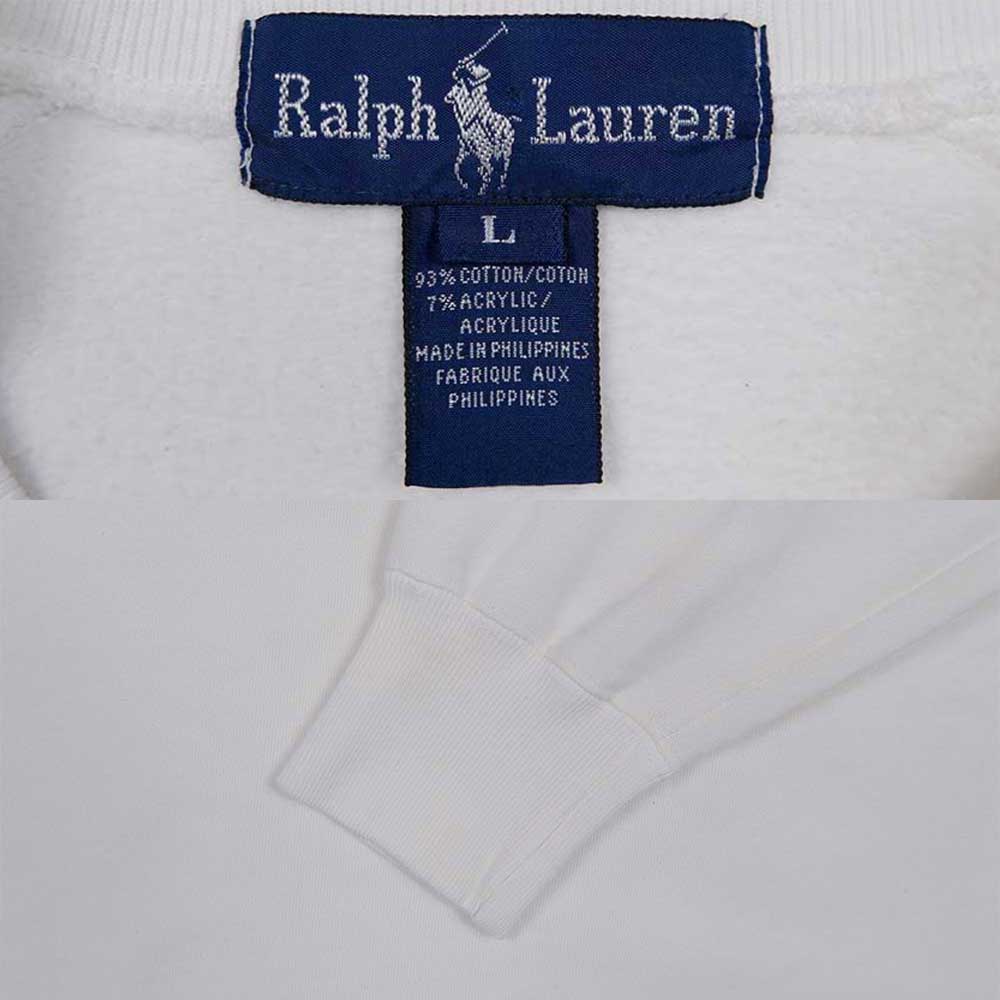 Ralph Lauren
L
93% COTTON/COTON
7% ACRYLIC/
ACRYLIQUE
MADE IN PHILIPPINES
FABRIQUE AUX
PHILIPPINES